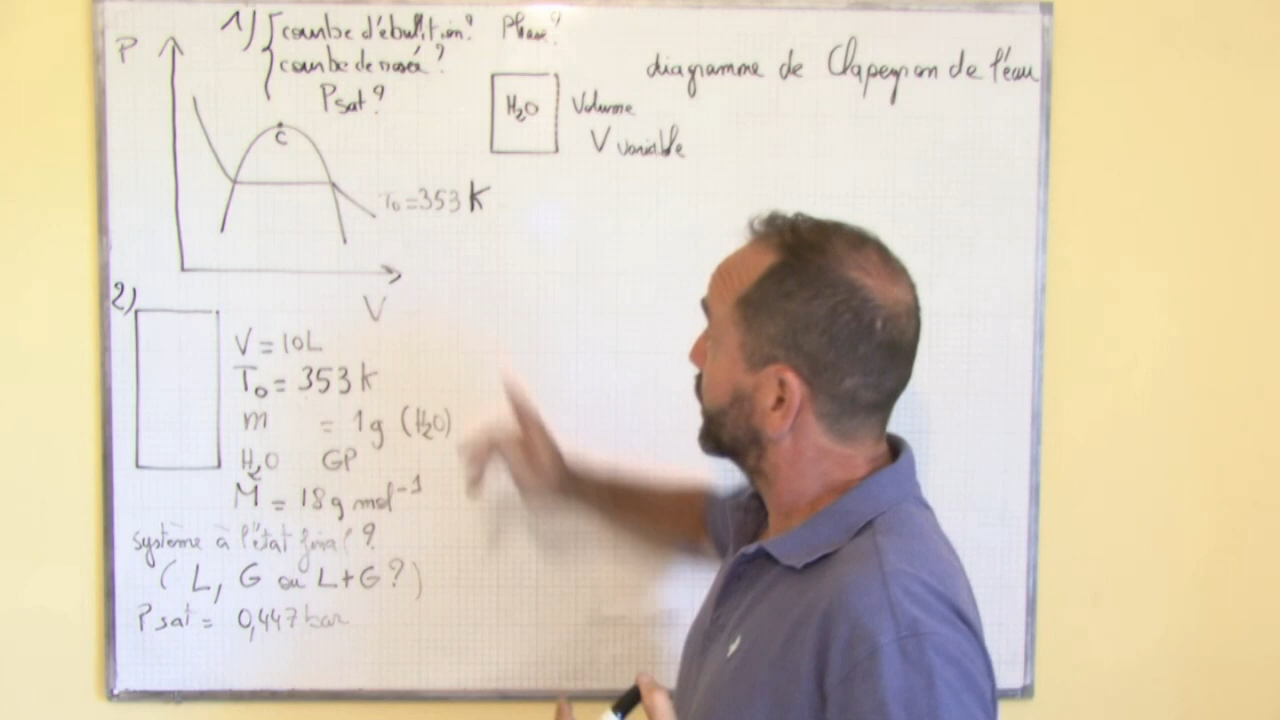 1) courbe d'ébullition? Phase?
courbe de rosée?
Psat?
diagramme de Clapeyron de l'eau
H2O Volume
V variable
P
C
T0=353 K
V
2)
V = 10L
T0 = 353 K
m = 1g (H2O)
H2O GP
M = 18 g mol-1
système à l'état final?
( L, G ou L+G ? )
Psat = 0,447 bar